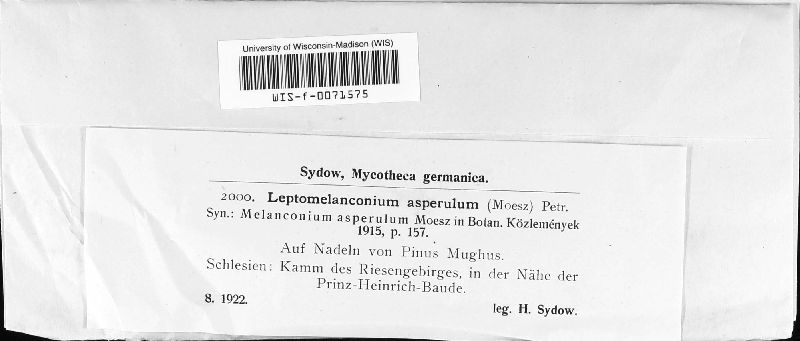 University of Wisconsin-Madison (WIS)
WIS-f-0071575
Sydow, Mycotheca germanica.
2000. Leptomelanconium asperulum (Moesz) Petr.
Syn.: Melanconium asperulum Moesz in Botan. Közlemények
1915, p. 157.
Auf Nadeln von Pinus Mughus.
Schlesien: Kamm des Riesengebirges, in der Nähe der
Prinz-Heinrich-Baude.
8. 1922.
leg. H. Sydow.